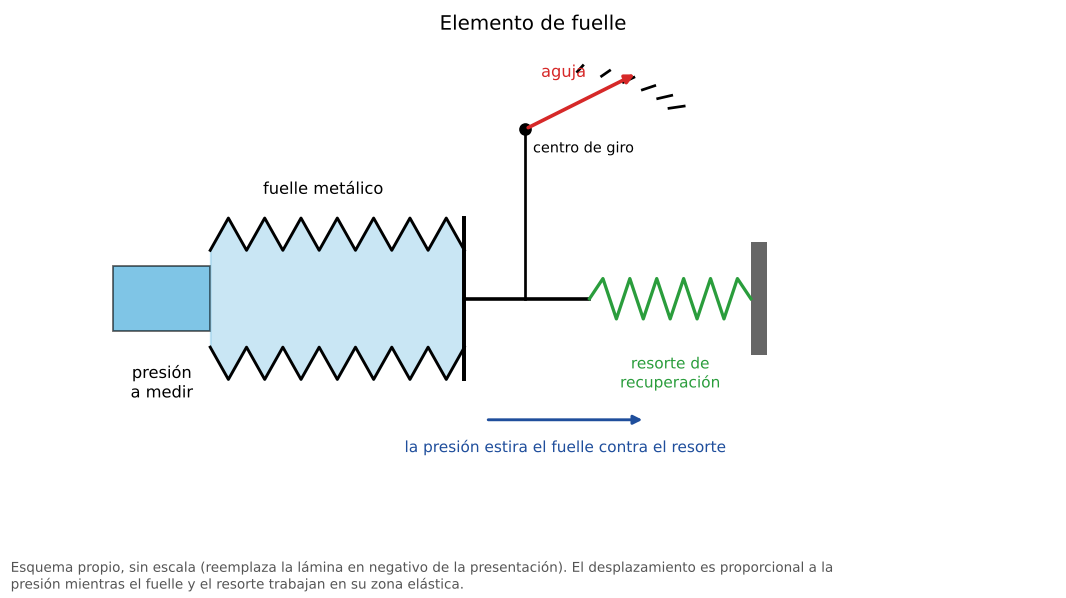 Elemento de fuelle
aguja
centro de giro
fuelle metálico
presión
a medir
resorte de
recuperación
la presión estira el fuelle contra el resorte
Esquema propio, sin escala (reemplaza la lámina en negativo de la presentación). El desplazamiento es proporcional a la
presión mientras el fuelle y el resorte trabajan en su zona elástica.